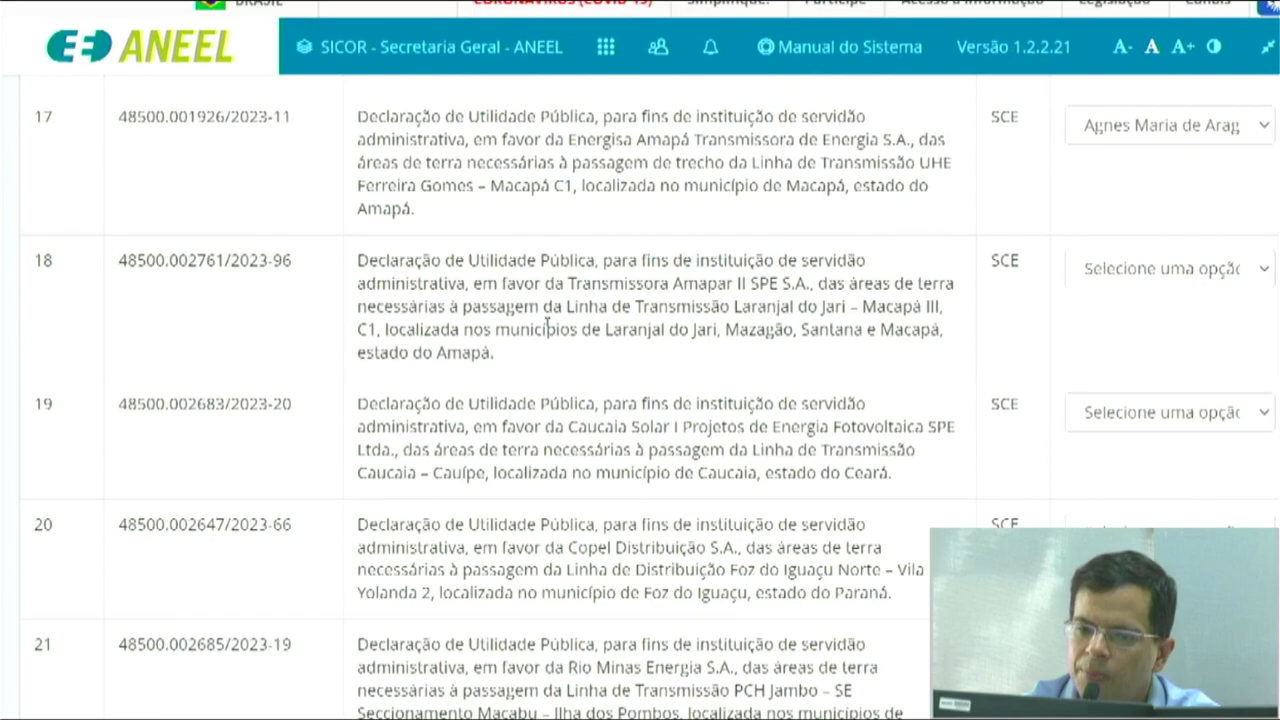 BRASIL
CORONAVÍRUS (COVID-19)
Simplifique!
Participe
Acesso à informação
Legislação
Canais
ANEEL
SICOR - Secretaria Geral - ANEEL
Manual do Sistema
Versão 1.2.2.21
A- A A+
17
48500.001926/2023-11
Declaração de Utilidade Pública, para fins de instituição de servidão
administrativa, em favor da Energisa Amapá Transmissora de Energia S.A., das
áreas de terra necessárias à passagem de trecho da Linha de Transmissão UHE
Ferreira Gomes – Macapá C1, localizada no município de Macapá, estado do
Amapá.
SCE
Agnes Maria de Arag
18
48500.002761/2023-96
Declaração de Utilidade Pública, para fins de instituição de servidão
administrativa, em favor da Transmissora Amapar II SPE S.A., das áreas de terra
necessárias à passagem da Linha de Transmissão Laranjal do Jari – Macapá III,
C1, localizada nos municípios de Laranjal do Jari, Mazagão, Santana e Macapá,
estado do Amapá.
SCE
Selecione uma opçã
19
48500.002683/2023-20
Declaração de Utilidade Pública, para fins de instituição de servidão
administrativa, em favor da Caucaia Solar I Projetos de Energia Fotovoltaica SPE
Ltda., das áreas de terra necessárias à passagem da Linha de Transmissão
Caucaia – Cauípe, localizada no município de Caucaia, estado do Ceará.
SCE
Selecione uma opçã
20
48500.002647/2023-66
Declaração de Utilidade Pública, para fins de instituição de servidão
administrativa, em favor da Copel Distribuição S.A., das áreas de terra
necessárias à passagem da Linha de Distribuição Foz do Iguaçu Norte – Vila
Yolanda 2, localizada no município de Foz do Iguaçu, estado do Paraná.
SCE
21
48500.002685/2023-19
Declaração de Utilidade Pública, para fins de instituição de servidão
administrativa, em favor da Rio Minas Energia S.A., das áreas de terra
necessárias à passagem da Linha de Transmissão PCH Jambo – SE
Seccionamento Macabu – Ilha dos Pombos, localizada nos municípios de